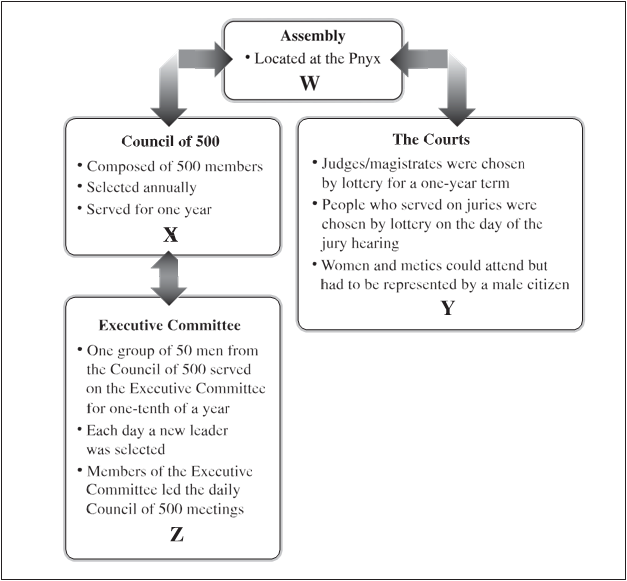 Assembly
• Located at the Pnyx
W
Council of 500
• Composed of 500 members
• Selected annually
• Served for one year
X
The Courts
• Judges/magistrates were chosen
by lottery for a one-year term
• People who served on juries were
chosen by lottery on the day of the
jury hearing
• Women and metics could attend but
had to be represented by a male citizen
Y
Executive Committee
• One group of 50 men from
the Council of 500 served
on the Executive Committee
for one-tenth of a year
• Each day a new leader
was selected
• Members of the Executive
Committee led the daily
Council of 500 meetings
Z